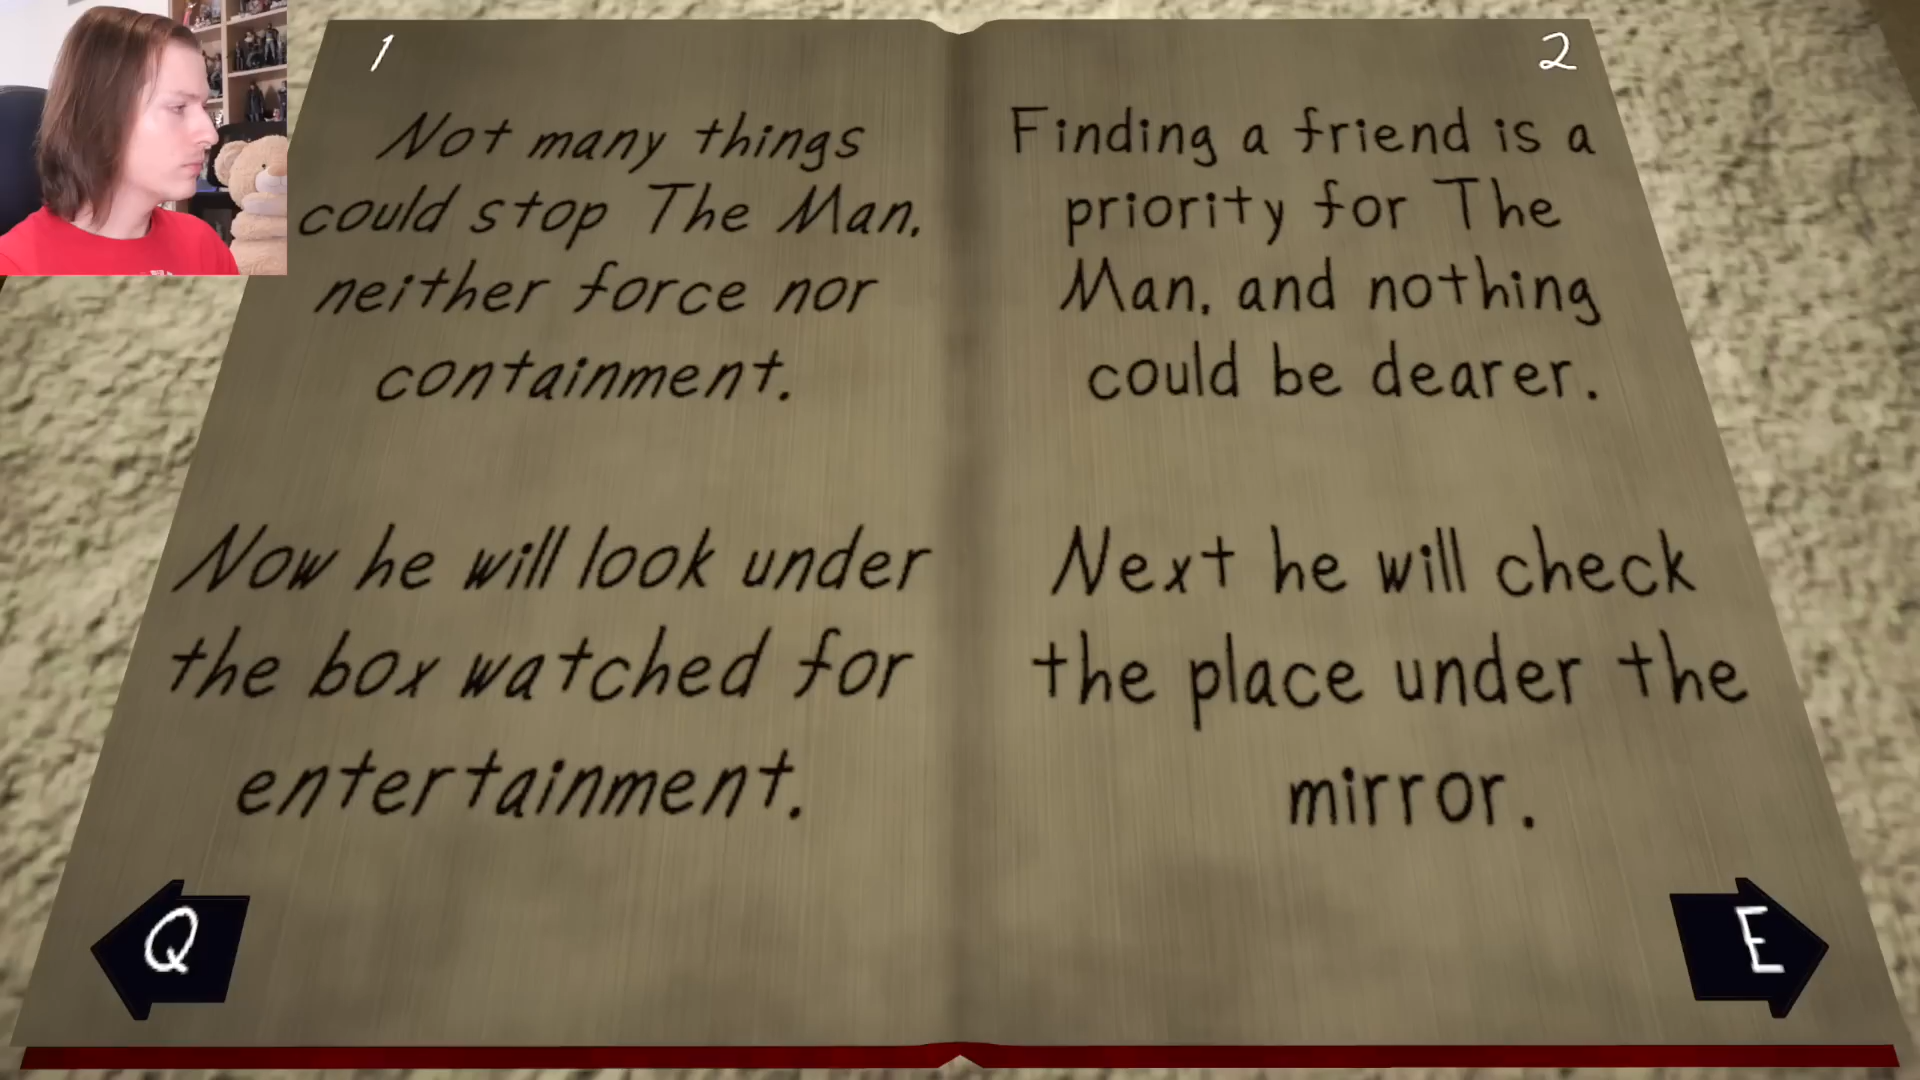 1
Not many things
could stop The Man,
neither force nor
containment.
Now he will look under
the box watched for
entertainment.
Q
2
Finding a friend is a
priority for The
Man, and nothing
could be dearer.
Next he will check
the place under the
mirror.
E